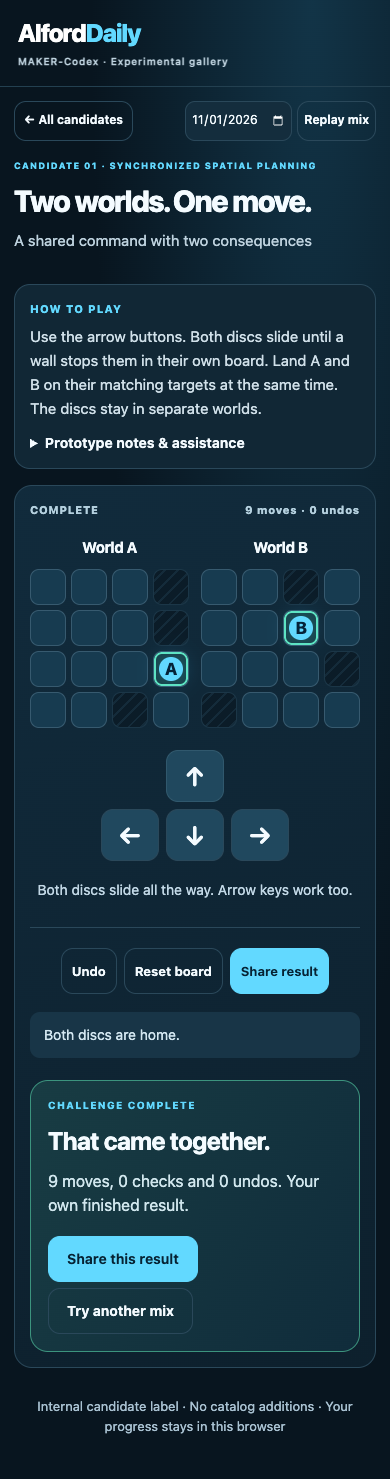 AlfordDaily
MAKER-Codex · Experimental gallery
← All candidates
11/01/2026
Replay mix
CANDIDATE 01 · SYNCHRONIZED SPATIAL PLANNING
Two worlds. One move.
A shared command with two consequences
HOW TO PLAY
Use the arrow buttons. Both discs slide until a
wall stops them in their own board. Land A and
B on their matching targets at the same time.
The discs stay in separate worlds.
▶ Prototype notes & assistance
COMPLETE
9 moves · 0 undos
World A
World B
B
A
↑
← ↓ →
Both discs slide all the way. Arrow keys work too.
Undo
Reset board
Share result
Both discs are home.
CHALLENGE COMPLETE
That came together.
9 moves, 0 checks and 0 undos. Your
own finished result.
Share this result
Try another mix
Internal candidate label · No catalog additions · Your
progress stays in this browser